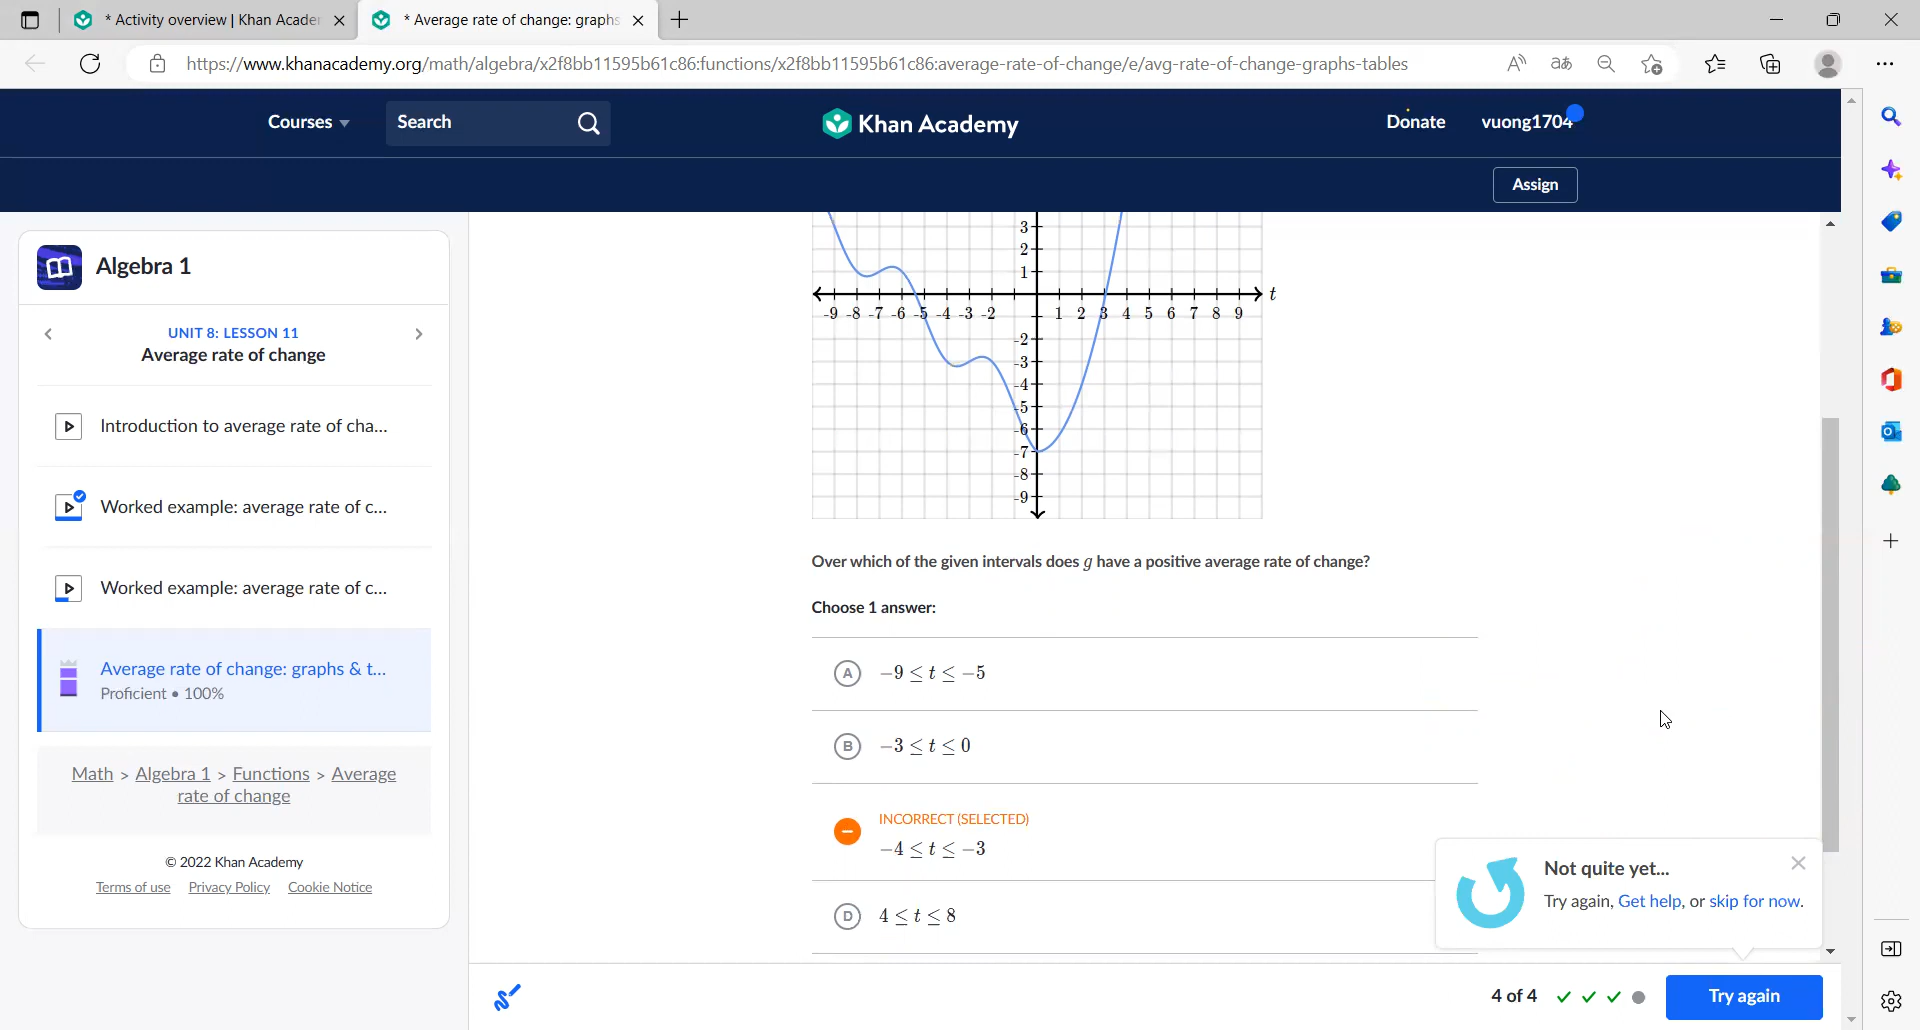 * Activity overview | Khan Acade
* Average rate of change: graphs
https://www.khanacademy.org/math/algebra/x2f8bb11595b61c86:functions/x2f8bb11595b61c86:average-rate-of-change/e/avg-rate-of-change-graphs-tables
Courses
Search
Khan Academy
Donate
vuong1704
Assign
Algebra 1
UNIT 8: LESSON 11
Average rate of change
Introduction to average rate of cha...
Worked example: average rate of c...
Worked example: average rate of c...
Average rate of change: graphs & t...
Proficient • 100%
Math > Algebra 1 > Functions > Average
rate of change
© 2022 Khan Academy
Terms of use Privacy Policy Cookie Notice
3
2
1
t
-9 -8 -7 -6 -5 -4 -3 -2 1 2 3 4 5 6 7 8 9
-2
-3
-4
-5
-6
-7
-8
-9
Over which of the given intervals does g have a positive average rate of change?
Choose 1 answer:
A −9 ≤ t ≤ −5
B −3 ≤ t ≤ 0
INCORRECT (SELECTED)
−4 ≤ t ≤ −3
D 4 ≤ t ≤ 8
Not quite yet...
Try again, Get help, or skip for now.
4 of 4
Try again